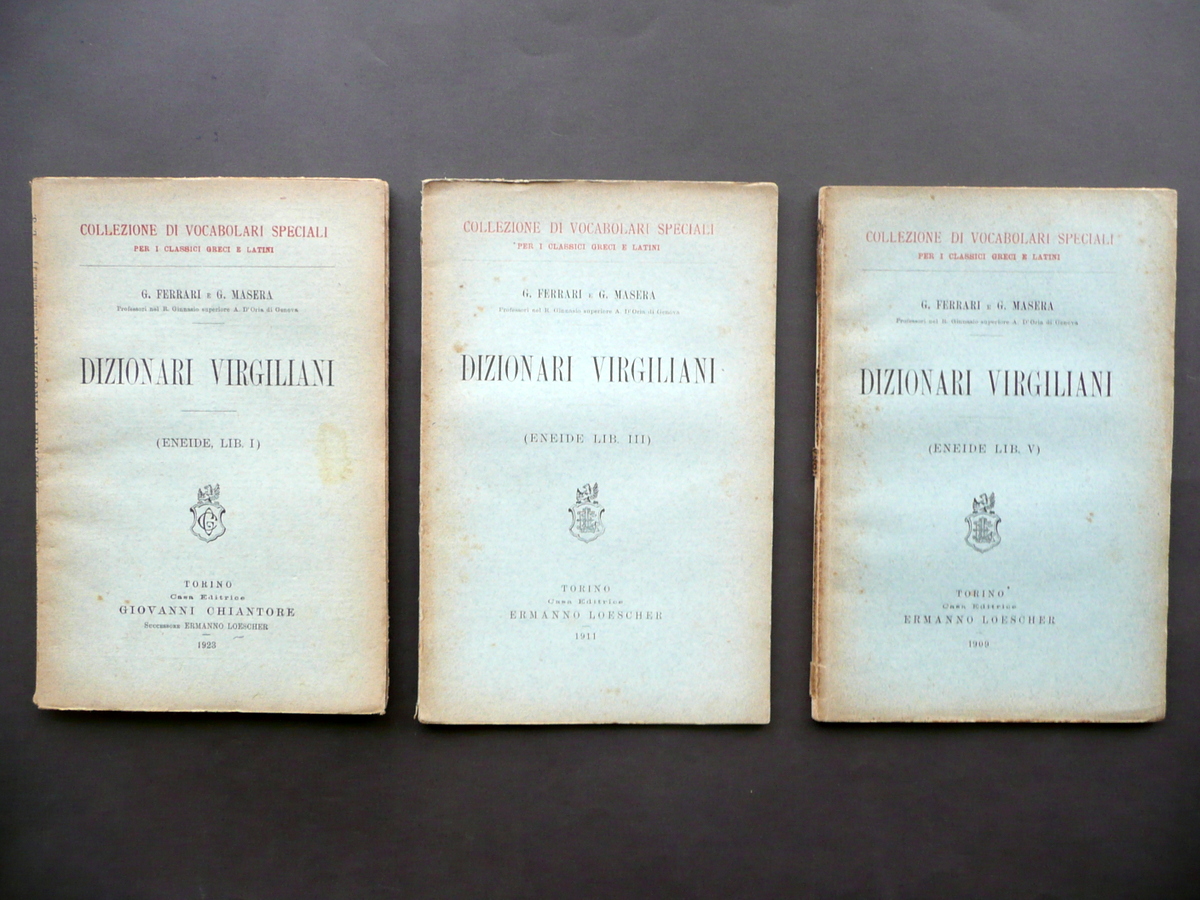 COLLEZIONE DI VOCABOLARI SPECIALI
PER I CLASSICI GRECI E LATINI
G. FERRARI E G. MASERA
Professori nel R. Ginnasio superiore A. D'Oria di Genova
DIZIONARI VIRGILIANI
(ENEIDE, LIB. I)
TORINO
Casa Editrice
GIOVANNI CHIANTORE
Successore ERMANNO LOESCHER
1923
COLLEZIONE DI VOCABOLARI SPECIALI
PER I CLASSICI GRECI E LATINI
G. FERRARI E G. MASERA
Professori nel R. Ginnasio superiore A. D'Oria di Genova
DIZIONARI VIRGILIANI
(ENEIDE LIB. III)
TORINO
Casa Editrice
ERMANNO LOESCHER
1911
COLLEZIONE DI VOCABOLARI SPECIALI
PER I CLASSICI GRECI E LATINI
G. FERRARI E G. MASERA
Professori nel R. Ginnasio superiore A. D'Oria di Genova
DIZIONARI VIRGILIANI
(ENEIDE LIB. V)
TORINO
Casa Editrice
ERMANNO LOESCHER
1909